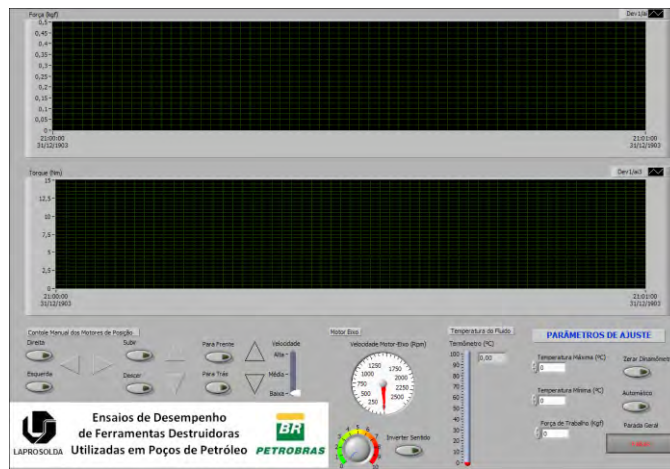 Força (kgf)
Dev1/ai
0,5
0,45
0,4
0,35
0,3
0,25
0,2
0,15
0,1
0,05
0
21:00:00
31/12/1903
21:01:00
31/12/1903
Torque (Nm)
Dev1/ai3
15
12,5
10
7,5
5
2,5
0
21:00:00
31/12/1903
21:01:00
31/12/1903
Controle Manual dos Motores de Posição
Direita
Subir
Para Frente
Velocidade
Alta
Média
Baixa
Esquerda
Descer
Para Trás
Motor Eixo
Velocidade Motor-Eixo (Rpm)
250
500
750
1000
1250
1500
1750
2000
2250
2500
Inverter Sentido
Temperatura do Fluido
Termômetro (ºC)
0,00
100
90
80
70
60
50
40
30
20
10
0
PARÂMETROS DE AJUSTE
Temperatura Máxima (ºC)
0
Zerar Dinamômetro
Temperatura Mínima (ºC)
0
Automático
Força de Trabalho (Kgf)
0
Parada Geral
LAPROSOLDA
Ensaios de Desempenho
de Ferramentas Destruidoras
Utilizadas em Poços de Petróleo
BR
PETROBRAS